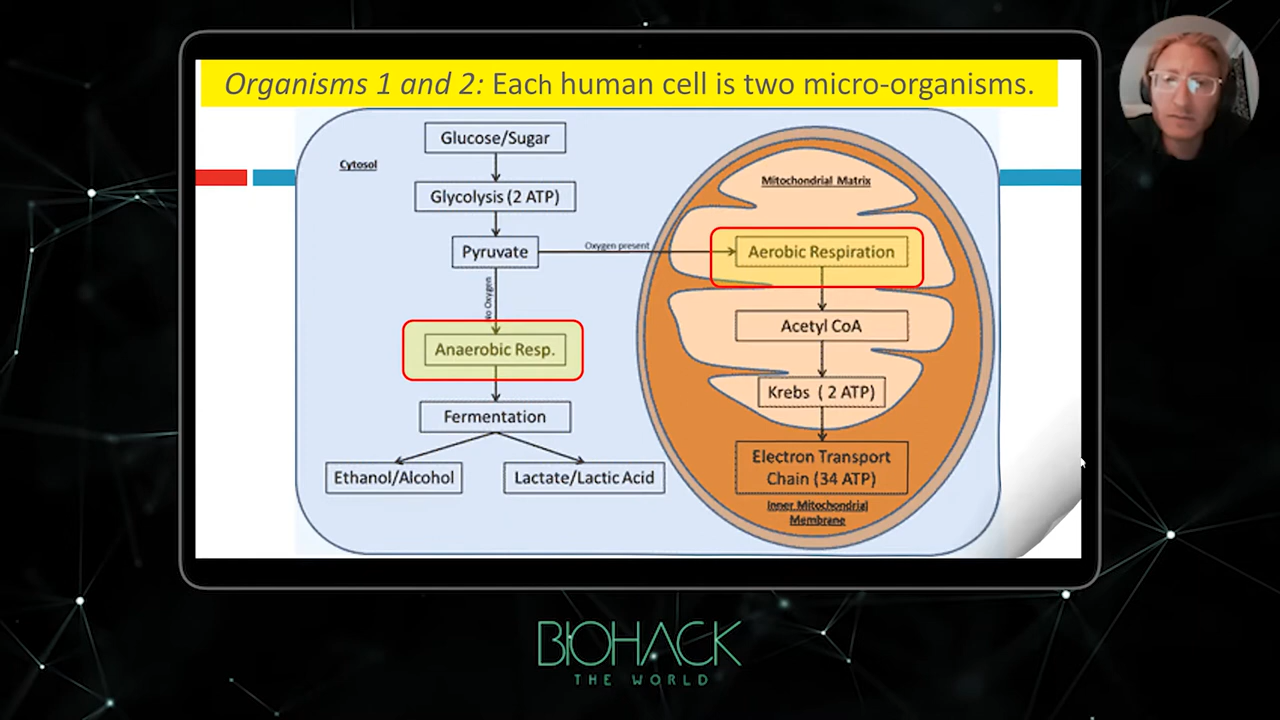 Organisms 1 and 2: Each human cell is two micro-organisms.
Cytosol
Glucose/Sugar
Glycolysis (2 ATP)
Pyruvate
No Oxygen
Anaerobic Resp.
Fermentation
Ethanol/Alcohol
Lactate/Lactic Acid
Oxygen present
Mitochondrial Matrix
Aerobic Respiration
Acetyl CoA
Krebs ( 2 ATP)
Electron Transport
Chain (34 ATP)
Inner Mitochondrial
Membrane
BIOHACK
THE WORLD